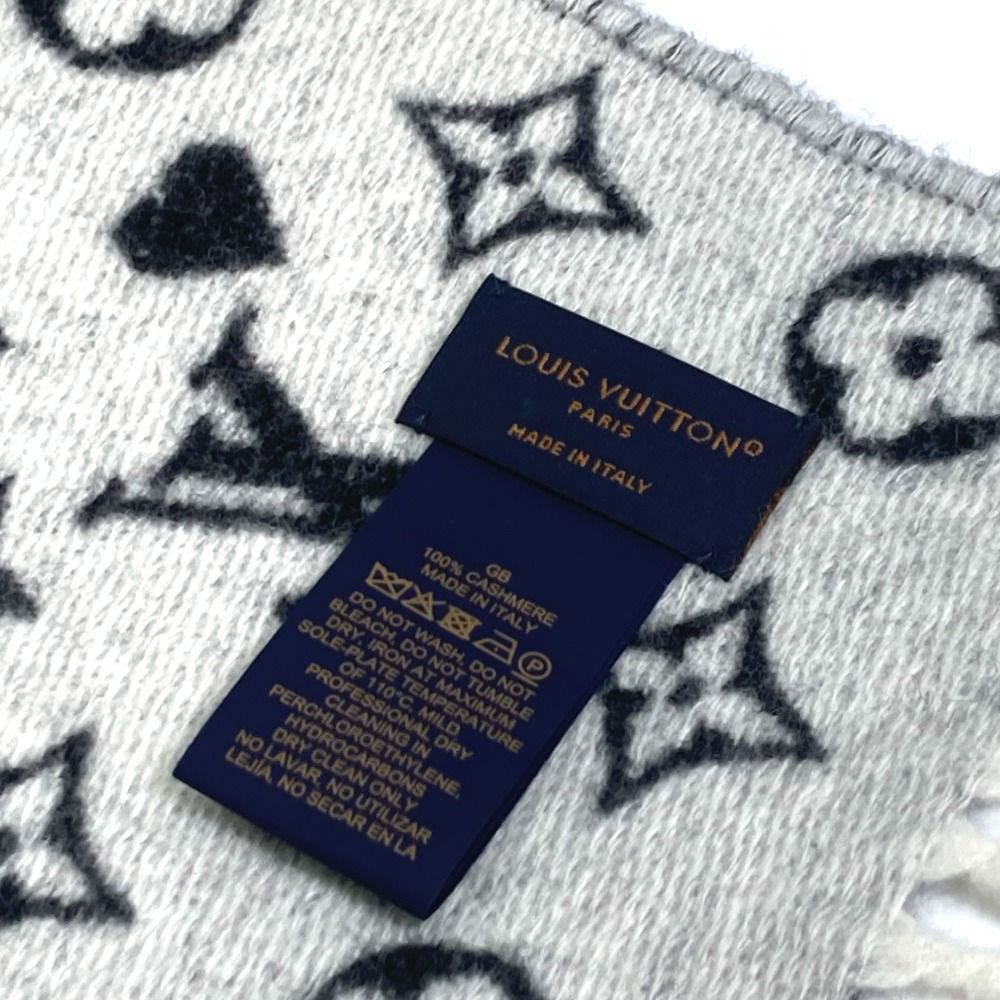 LOUIS VUITTON®
PARIS
MADE IN ITALY
GB
100% CASHMERE
MADE IN ITALY
P
DO NOT WASH, DO NOT
BLEACH, DO NOT TUMBLE
DRY, IRON AT MAXIMUM
SOLE-PLATE TEMPERATURE
OF 110°C, MILD,
PROFESSIONAL DRY
CLEANING IN
PERCHLOROETHYLENE,
HYDROCARBONS
DRY CLEAN ONLY
NO LAVAR, NO UTILIZAR
LEJÍA, NO SECAR EN LA